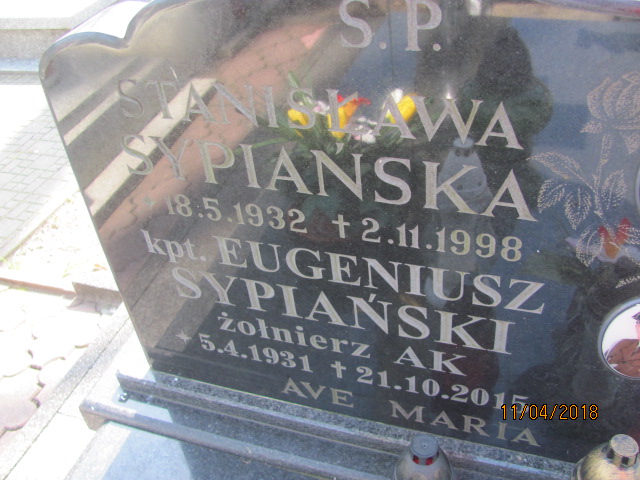 Ś.P.
STANISŁAWA
SYPIAŃSKA
* 18.5.1932 ✝ 2.11.1998
kpt. EUGENIUSZ
SYPIAŃSKI
żołnierz AK
* 5.4.1931 ✝ 21.10.2015
AVE MARIA
11/04/2018